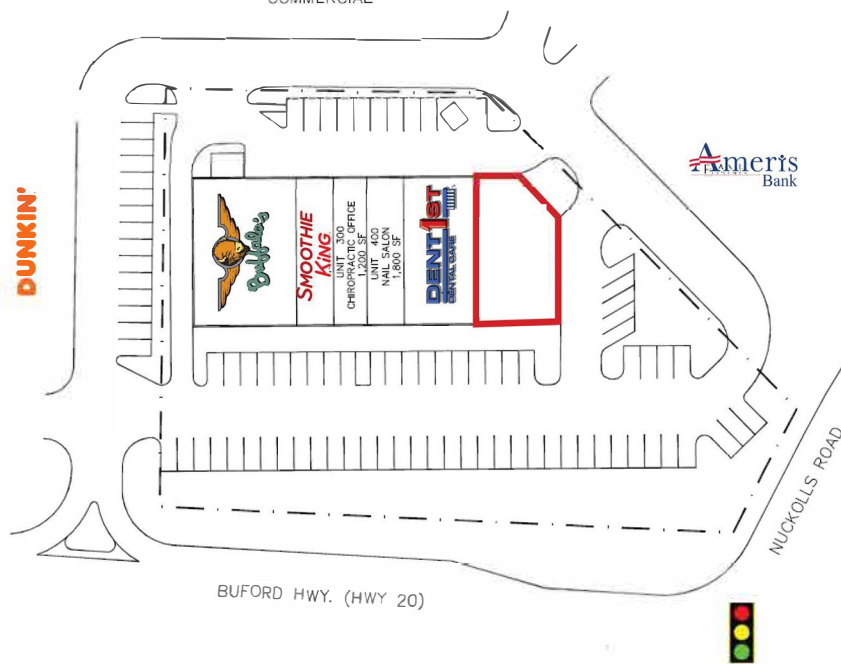 COMMERCIAL
DUNKIN'
Ameris
Bank
Buffalo's
SMOOTHIE
KING
UNIT 300
CHIROPRACTIC OFFICE
1,200 SF
UNIT 400
NAIL SALON
1,800 SF
DENT1ST
DENTAL CARE
NUCKOLLS ROAD
BUFORD HWY. (HWY 20)